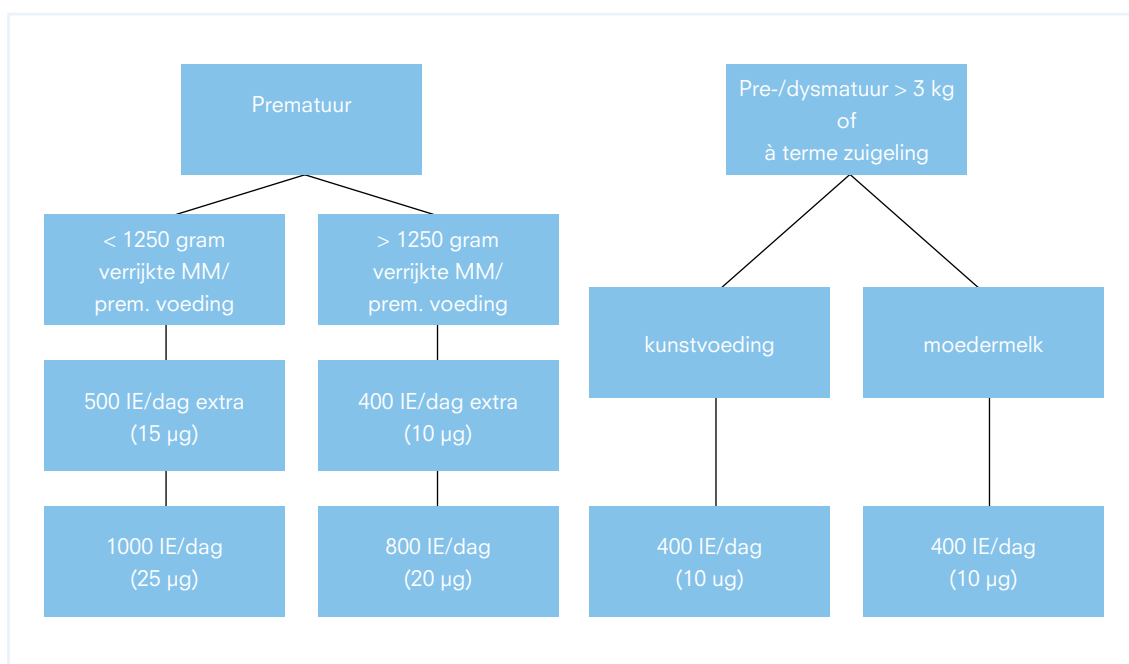 Prematuur
Pre-/dysmatuur > 3 kg
of
à terme zuigeling
< 1250 gram
verrijkte MM/
prem. voeding
> 1250 gram
verrijkte MM/
prem. voeding
kunstvoeding
moedermelk
500 IE/dag extra
(15 µg)
400 IE/dag extra
(10 µg)
1000 IE/dag
(25 µg)
800 IE/dag
(20 µg)
400 IE/dag
(10 ug)
400 IE/dag
(10 µg)